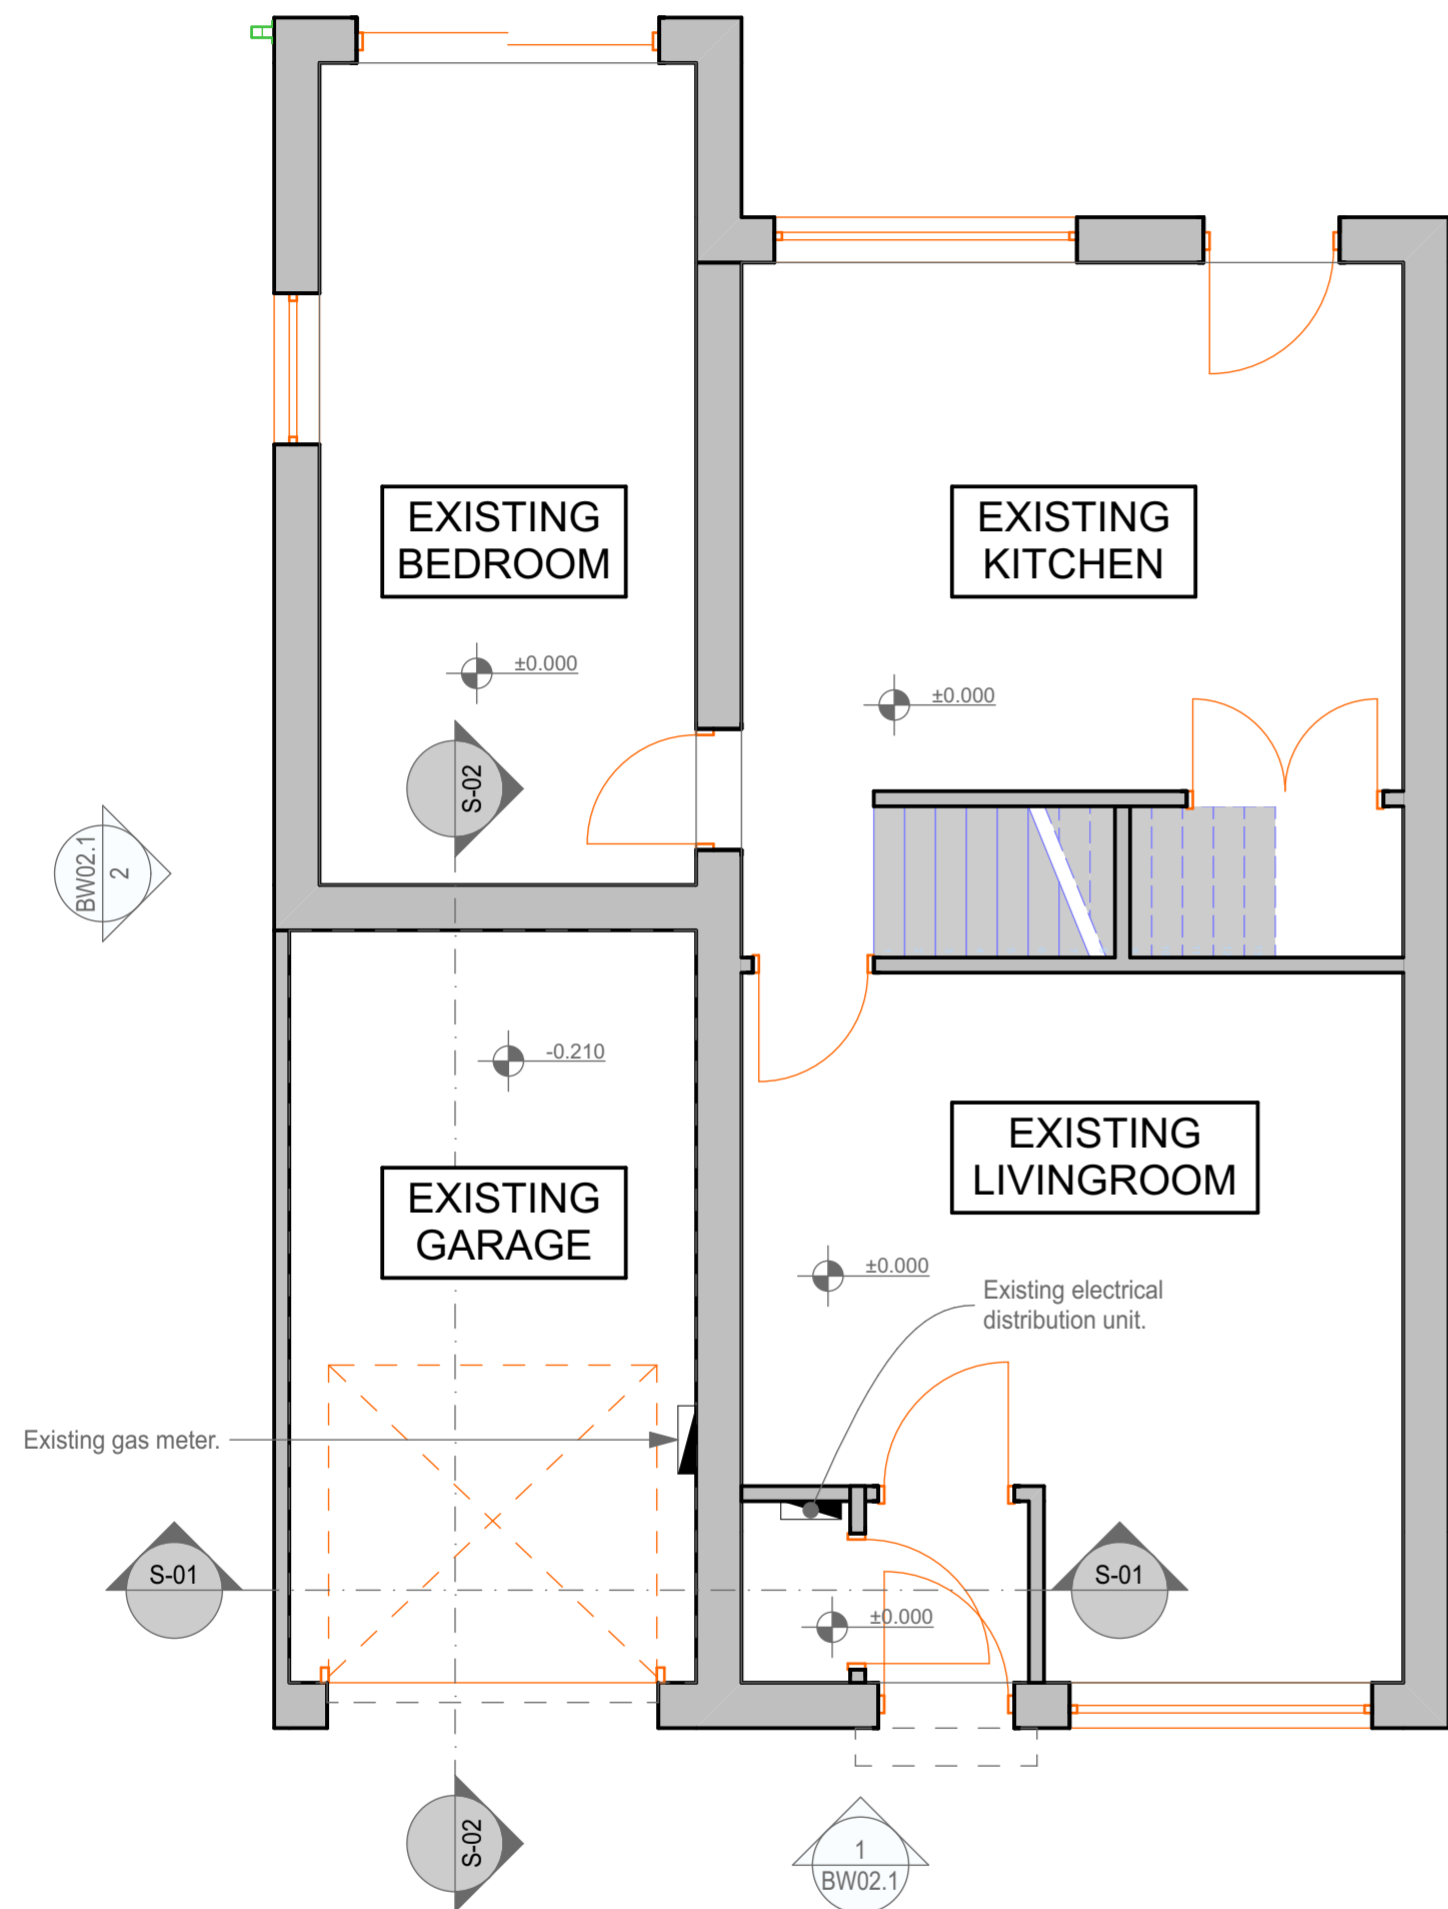 EXISTING
BEDROOM
EXISTING
KITCHEN
±0.000
±0.000
S-02
BW02.1
2
-0.210
EXISTING
LIVINGROOM
EXISTING
GARAGE
±0.000
Existing electrical
distribution unit.
Existing gas meter.
S-01
S-01
±0.000
S-02
1
BW02.1